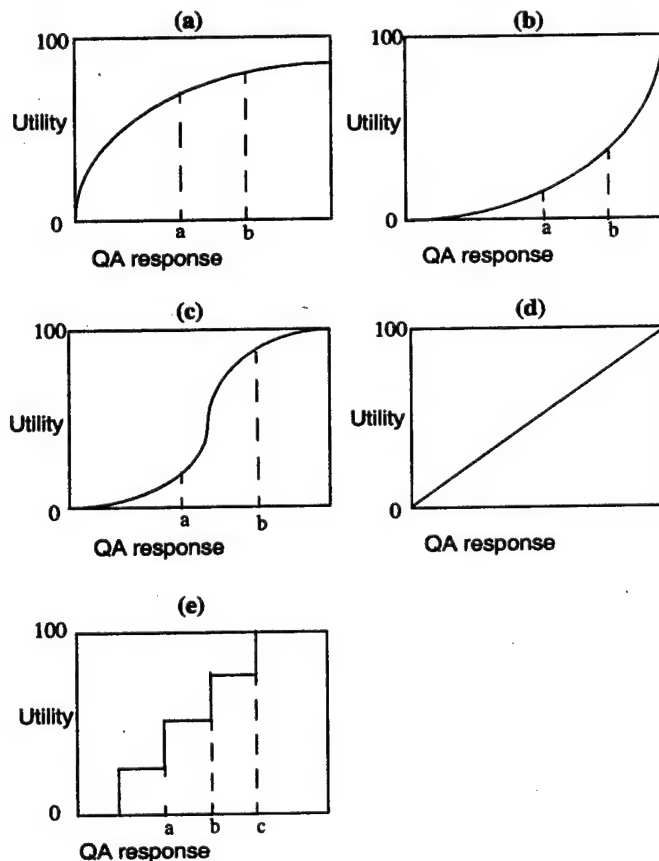 (a)
(b)
100
100
Utility
Utility
0
0
a
b
a
b
QA response
QA response
(c)
(d)
100
100
Utility
Utility
0
0
a
b
QA response
QA response
(e)
100
Utility
0
a
b
c
QA response